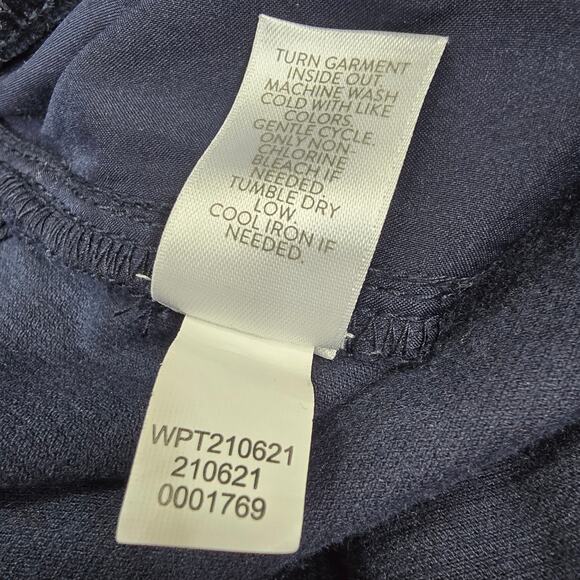 TURN GARMENT
INSIDE OUT.
MACHINE WASH
COLD WITH LIKE
COLORS.
GENTLE CYCLE.
ONLY NON-
CHLORINE
BLEACH IF
NEEDED.
TUMBLE DRY
LOW.
COOL IRON IF
NEEDED.
WPT210621
210621
0001769